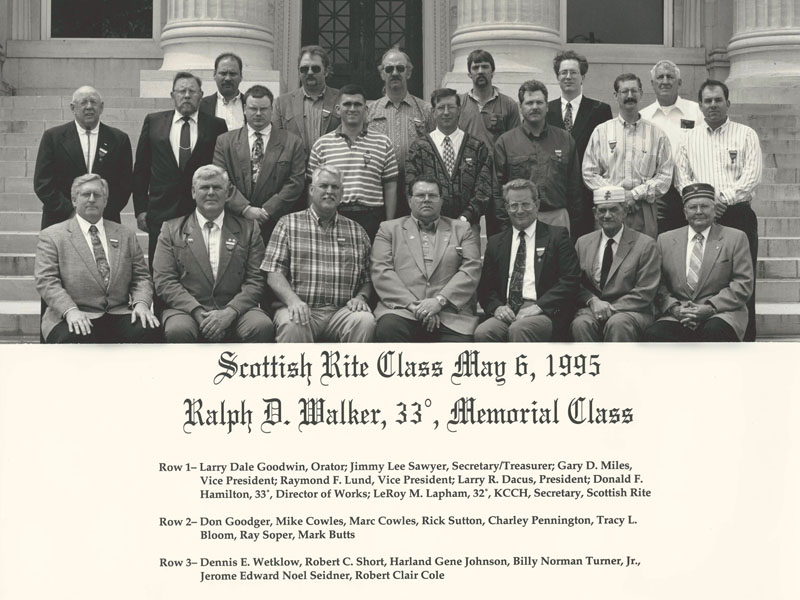 Scottish Rite Class May 6, 1995
Ralph D. Walker, 33°, Memorial Class
Row 1– Larry Dale Goodwin, Orator; Jimmy Lee Sawyer, Secretary/Treasurer; Gary D. Miles,
Vice President; Raymond F. Lund, Vice President; Larry R. Dacus, President; Donald F.
Hamilton, 33°, Director of Works; LeRoy M. Lapham, 32°, KCCH, Secretary, Scottish Rite
Row 2– Don Goodger, Mike Cowles, Marc Cowles, Rick Sutton, Charley Pennington, Tracy L.
Bloom, Ray Soper, Mark Butts
Row 3– Dennis E. Wetklow, Robert C. Short, Harland Gene Johnson, Billy Norman Turner, Jr.,
Jerome Edward Noel Seidner, Robert Clair Cole